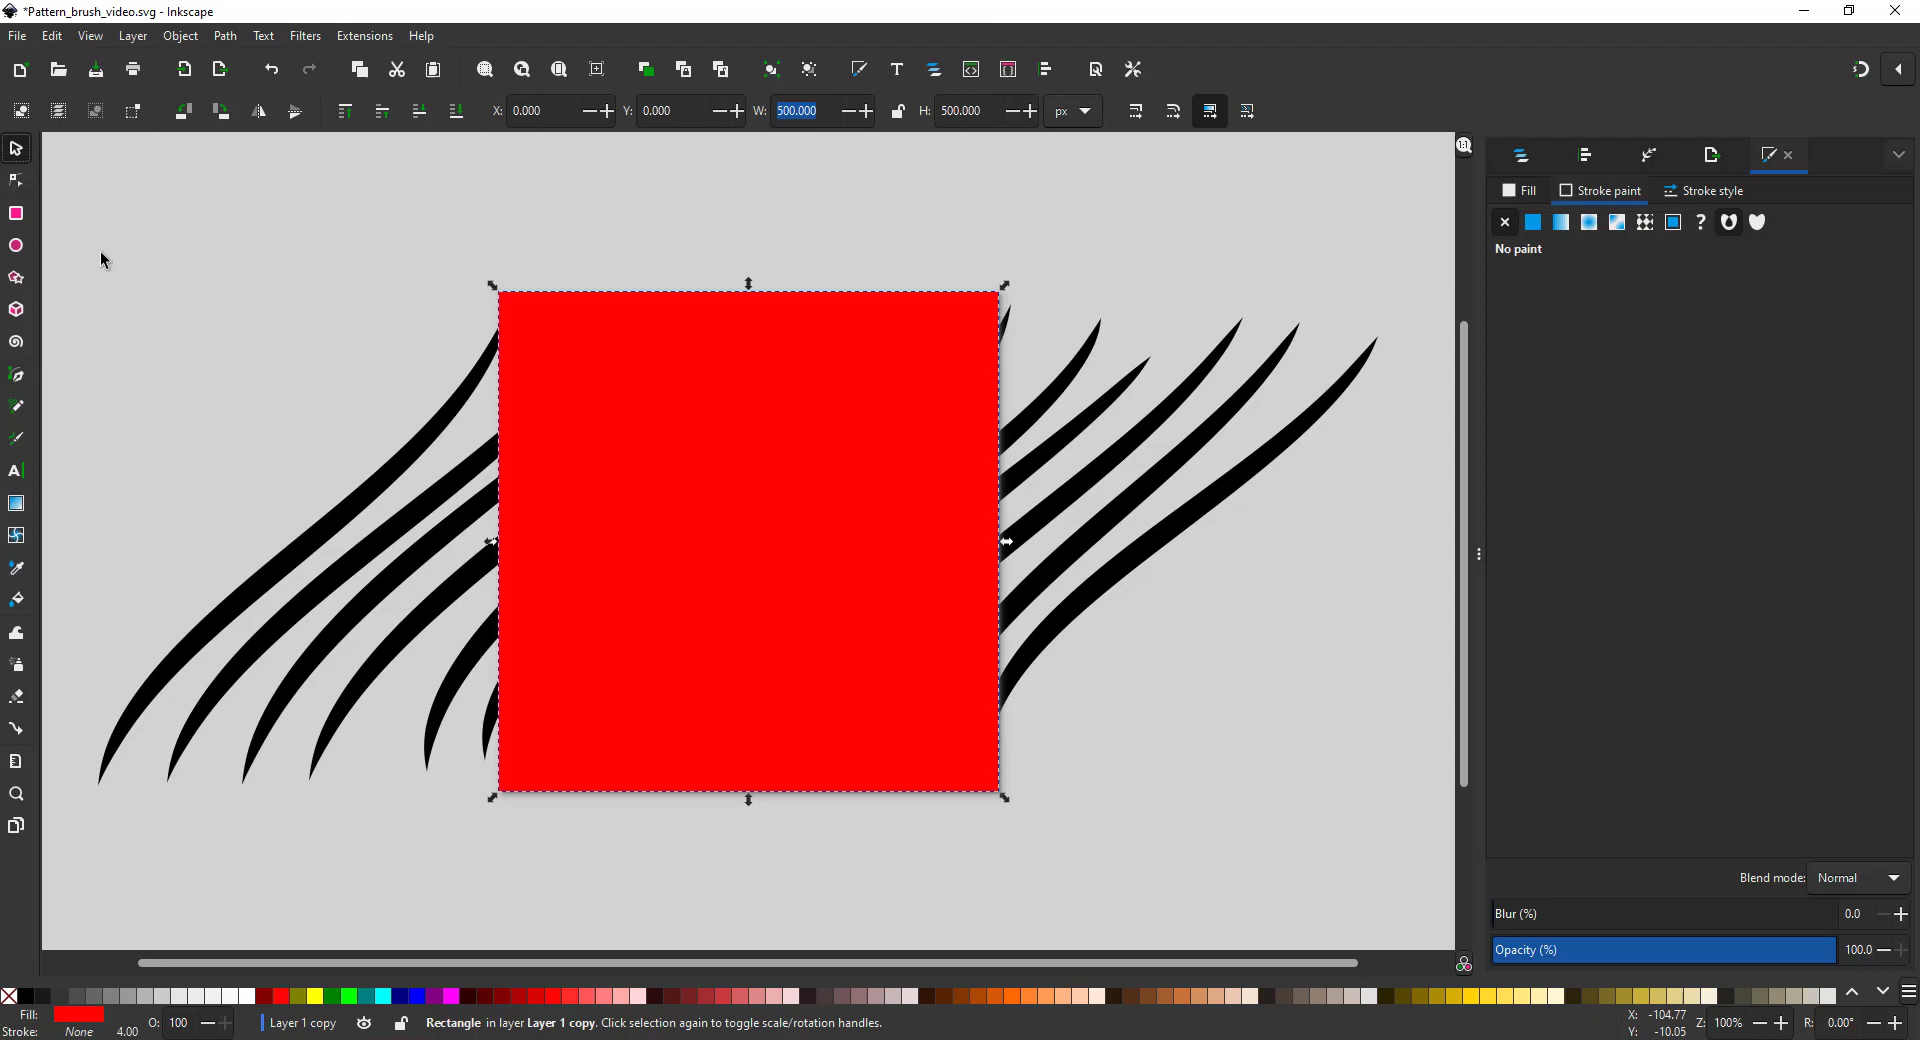 *Pattern_brush_video.svg - Inkscape
File Edit View Layer Object Path Text Filters Extensions Help
X: 0.000 Y: 0.000 W: 500.000 H: 500.000 px
1:1
Fill Stroke paint Stroke style
No paint
Blend mode: Normal
Blur (%) 0.0
Opacity (%) 100.0
Fill: O: 100 Layer 1 copy Rectangle in layer Layer 1 copy. Click selection again to toggle scale/rotation handles. X: -104.77 Z: 100% R: 0.00°
Stroke: None 4.00 Y: -10.05